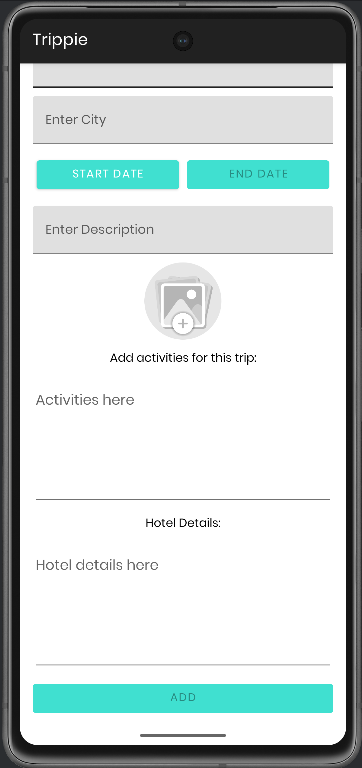 Trippie
Enter City
START DATE
END DATE
Enter Description
Add activities for this trip:
Activities here
Hotel Details:
Hotel details here
ADD